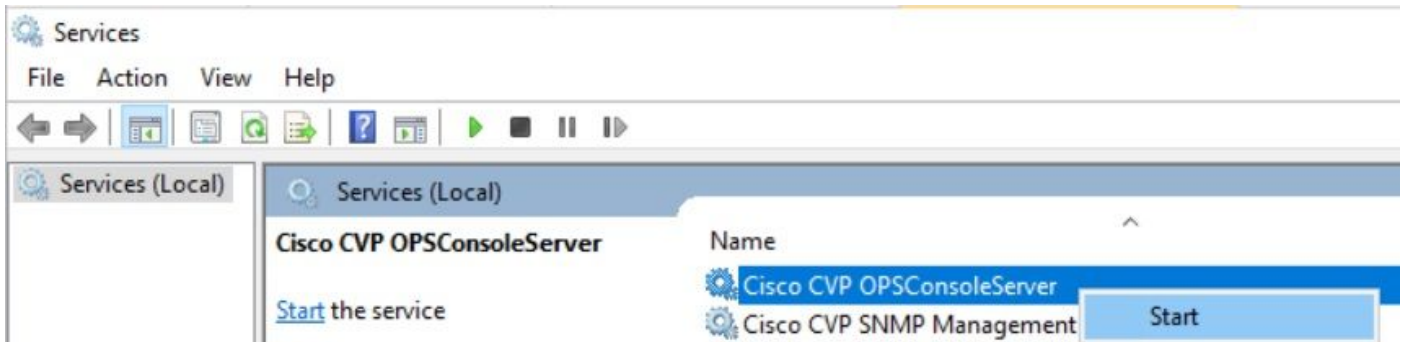 Services
File Action View Help
Services (Local)
Services (Local)
Cisco CVP OPSConsoleServer
Start the service
Name
Cisco CVP OPSConsoleServer
Cisco CVP SNMP Management
Start